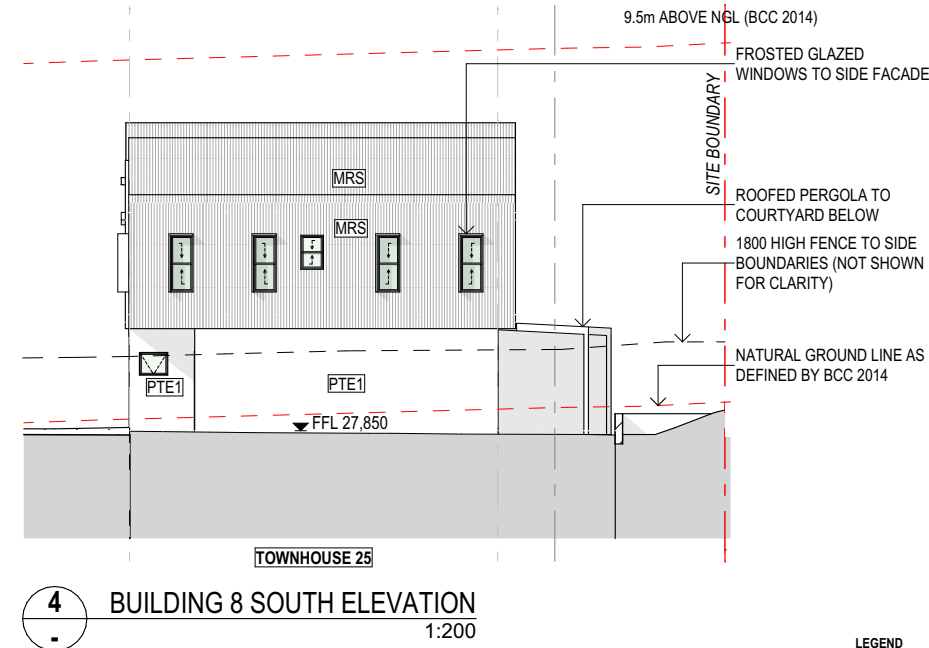 9.5m ABOVE NGL (BCC 2014)
FROSTED GLAZED
WINDOWS TO SIDE FACADE
SITE BOUNDARY
MRS
ROOFED PERGOLA TO
COURTYARD BELOW
MRS
1800 HIGH FENCE TO SIDE
BOUNDARIES (NOT SHOWN
FOR CLARITY)
NATURAL GROUND LINE AS
DEFINED BY BCC 2014
PTE1
PTE1
FFL 27,850
TOWNHOUSE 25
4
-
BUILDING 8 SOUTH ELEVATION
1:200
LEGEND